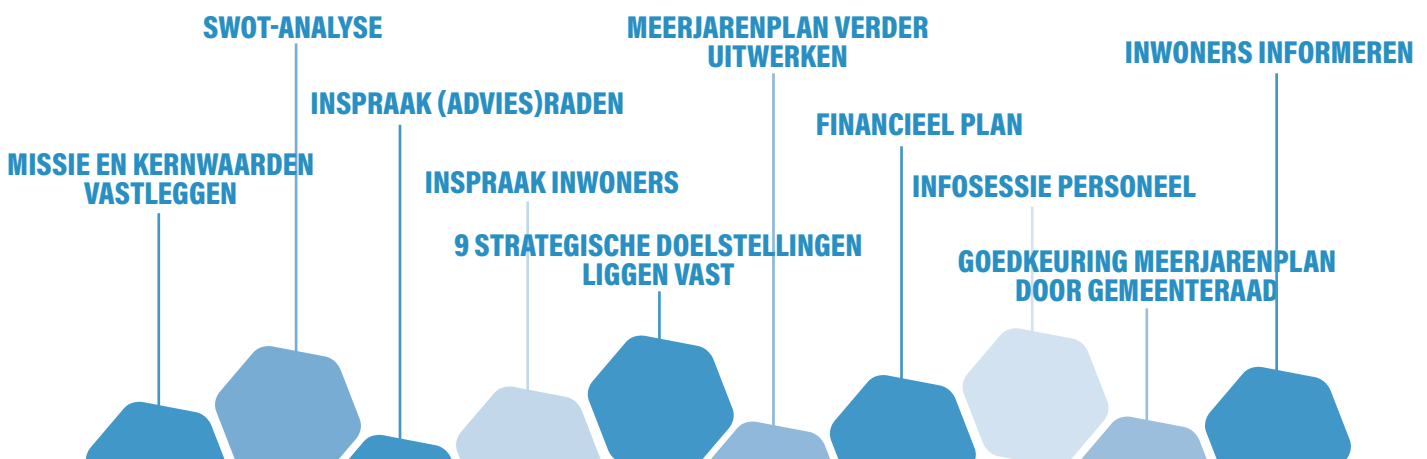 MISSIE EN KERNWAARDEN
VASTLEGGEN
SWOT-ANALYSE
INSPRAAK (ADVIES)RADEN
INSPRAAK INWONERS
9 STRATEGISCHE DOELSTELLINGEN
LIGGEN VAST
MEERJARENPLAN VERDER
UITWERKEN
FINANCIEEL PLAN
INFOSESSIE PERSONEEL
GOEDKEURING MEERJARENPLAN
DOOR GEMEENTERAAD
INWONERS INFORMEREN